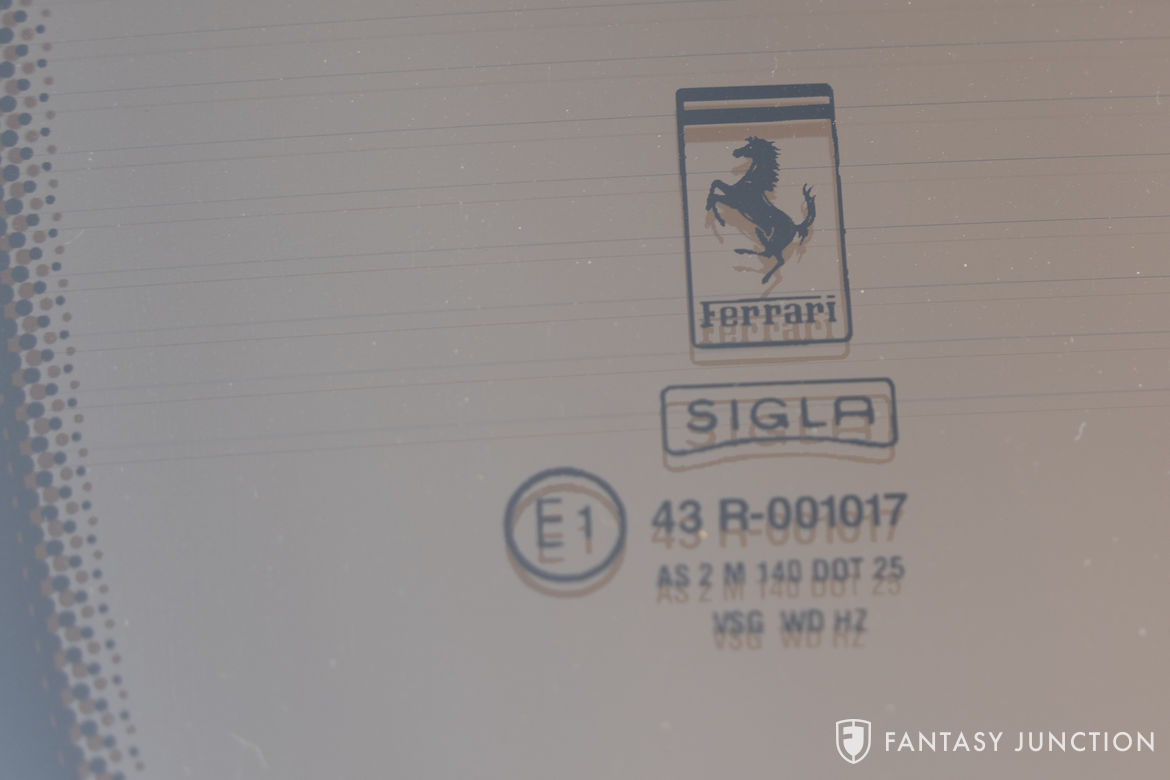 Ferrari
SIGLA
E1
43 R-001017
AS 2 M 140 DOT 25
VSG WD HZ
FANTASY JUNCTION